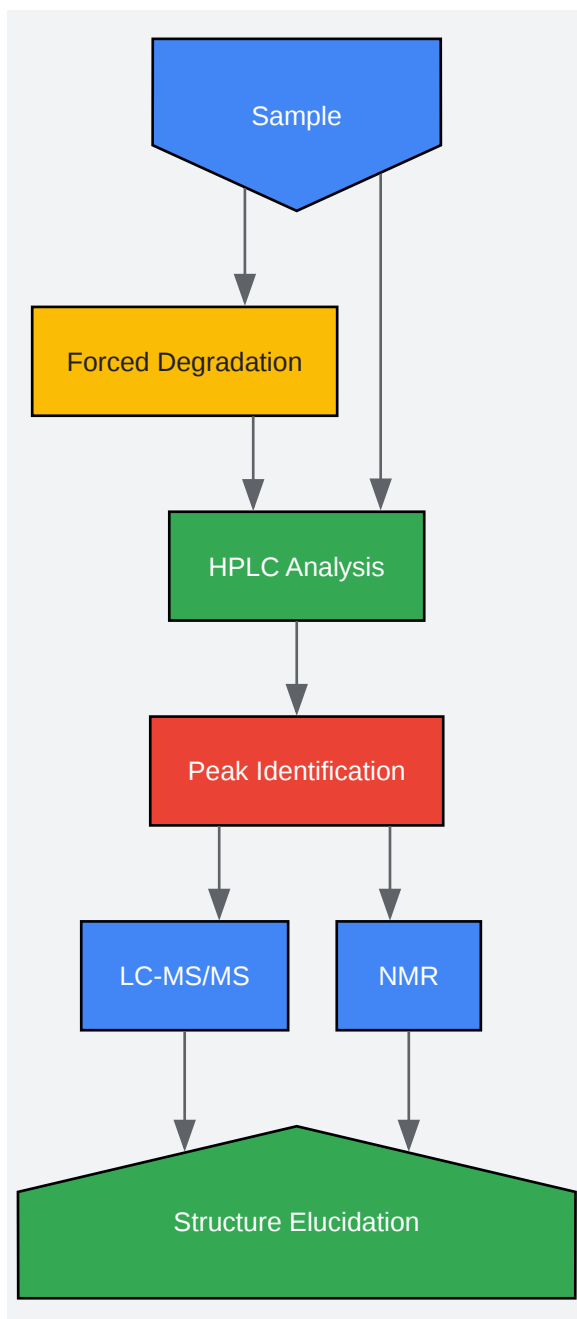 Sample
Forced Degradation
HPLC Analysis
Peak Identification
LC-MS/MS
NMR
Structure Elucidation